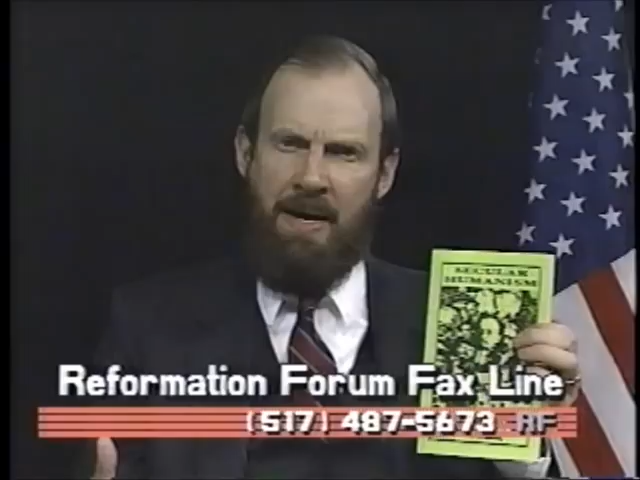 SECULAR
HUMANISM
Reformation Forum Fax Line
(517) 487-5673 RF